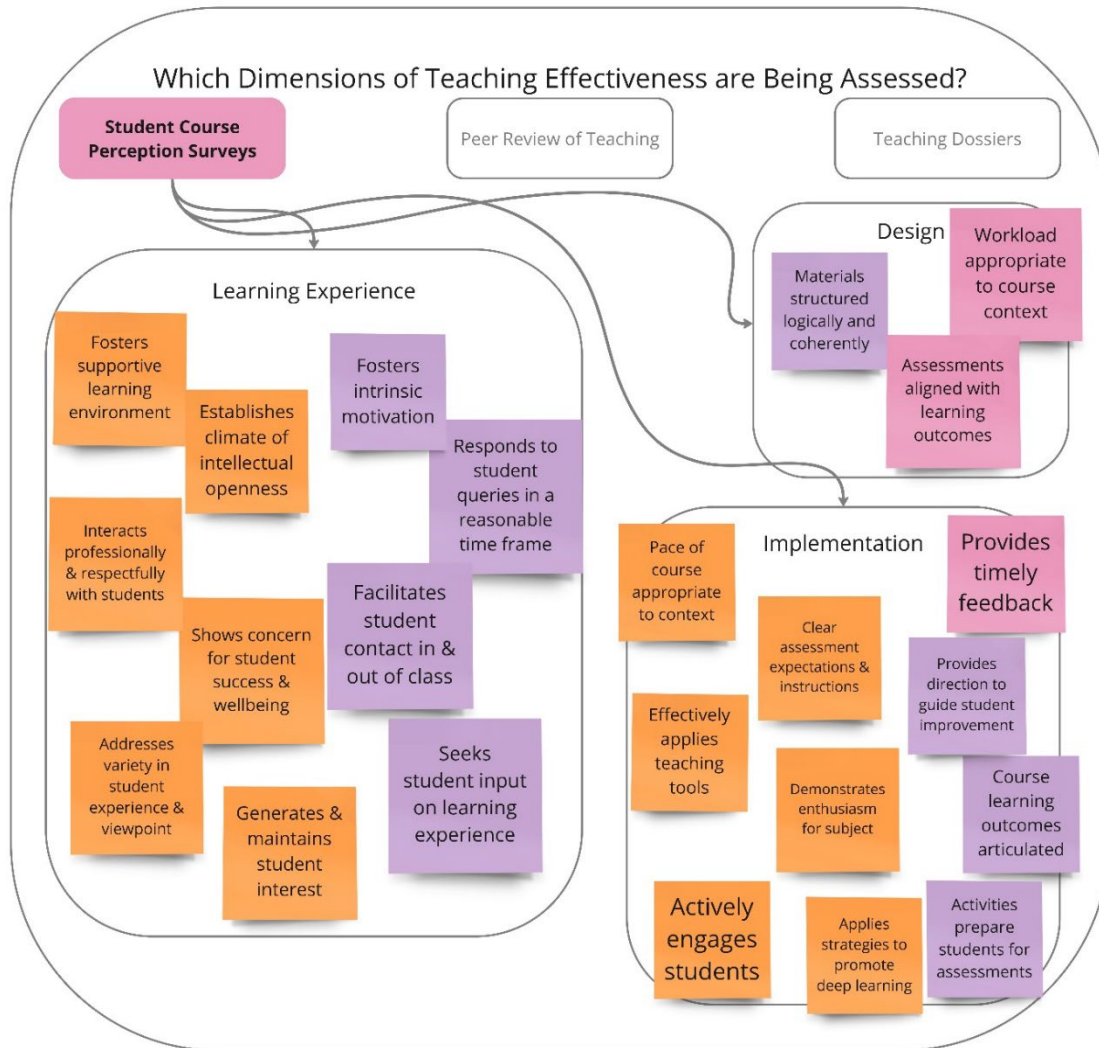 Which Dimensions of Teaching Effectiveness are Being Assessed?
Student Course
Perception Surveys
Peer Review of Teaching
Teaching Dossiers
Learning Experience
Fosters
supportive
learning
environment
Establishes
climate of
intellectual
openness
Fosters
intrinsic
motivation
Responds to
student
queries in a
reasonable
time frame
Interacts
professionally
& respectfully
with students
Shows concern
for student
success &
wellbeing
Facilitates
student
contact in &
out of class
Addresses
variety in
student
experience &
viewpoint
Generates &
maintains
student
interest
Seeks
student input
on learning
experience
Design
Materials
structured
logically and
coherently
Workload
appropriate
to course
context
Assessments
aligned with
learning
outcomes
Implementation
Pace of
course
appropriate
to context
Clear
assessment
expectations &
instructions
Provides
timely
feedback
Provides
direction to
guide student
improvement
Effectively
applies
teaching
tools
Demonstrates
enthusiasm
for subject
Course
learning
outcomes
articulated
Actively
engages
students
Applies
strategies to
promote
deep learning
Activities
prepare
students for
assessments